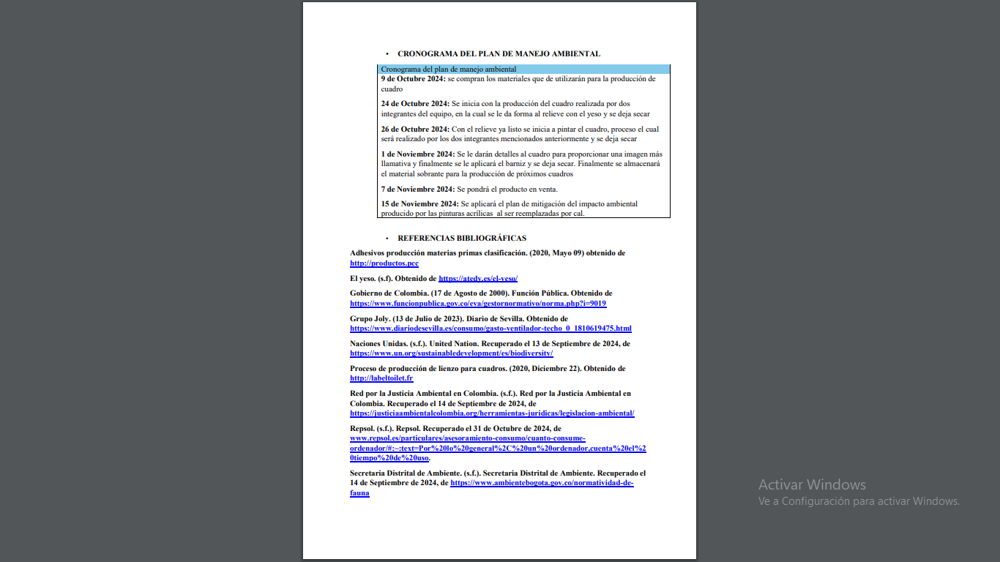 • CRONOGRAMA DEL PLAN DE MANEJO AMBIENTAL
Cronograma del plan de manejo ambiental
9 de Octubre 2024: se compran los materiales que de utilizarán para la producción de
cuadro
24 de Octubre 2024: Se inicia con la producción del cuadro realizada por dos
integrantes del equipo, en la cual se le da forma al relieve con el yeso y se deja secar
26 de Octubre 2024: Con el relieve ya listo se inicia a pintar el cuadro, proceso el cual
será realizado por los dos integrantes mencionados anteriormente y se deja secar
1 de Noviembre 2024: Se le darán detalles al cuadro para proporcionar una imagen más
llamativa y finalmente se le aplicará el barniz y se deja secar. Finalmente se almacenará
el material sobrante para la producción de próximos cuadros
7 de Noviembre 2024: Se pondrá el producto en venta.
15 de Noviembre 2024: Se aplicará el plan de mitigación del impacto ambiental
producido por las pinturas acrílicas al ser reemplazadas por cal.
• REFERENCIAS BIBLIOGRÁFICAS
Adhesivos producción materias primas clasificación. (2020, Mayo 09) obtenido de
http://productos.pcc
El yeso. (s.f). Obtenido de https://atedy.es/el-yeso/
Gobierno de Colombia. (17 de Agosto de 2000). Función Pública. Obtenido de
https://www.funcionpublica.gov.co/eva/gestornormativo/norma.php?i=9019
Grupo Joly. (13 de Julio de 2023). Diario de Sevilla. Obtenido de
https://www.diariodesevilla.es/consumo/gasto-ventilador-techo_0_1810619475.html
Naciones Unidas. (s.f.). United Nation. Recuperado el 13 de Septiembre de 2024, de
https://www.un.org/sustainabledevelopment/es/biodiversity/
Proceso de producción de lienzo para cuadros. (2020, Diciembre 22). Obtenido de
http://labeltoilet.fr
Red por la Justicia Ambiental en Colombia. (s.f.). Red por la Justicia Ambiental en
Colombia. Recuperado el 14 de Septiembre de 2024, de
https://justiciaambientalcolombia.org/herramientas-juridicas/legislacion-ambiental/
Repsol. (s.f.). Repsol. Recuperado el 31 de Octubre de 2024, de
www.repsol.es/particulares/asesoramiento-consumo/cuanto-consume-
ordenador/#:~:text=Por%20lo%20general%2C%20un%20ordenador,cuenta%20el%2
0tiempo%20de%20uso.
Secretaria Distrital de Ambiente. (s.f.). Secretaria Distrital de Ambiente. Recuperado el
14 de Septiembre de 2024, de https://www.ambientebogota.gov.co/normatividad-de-
fauna
Activar Windows
Ve a Configuración para activar Windows.